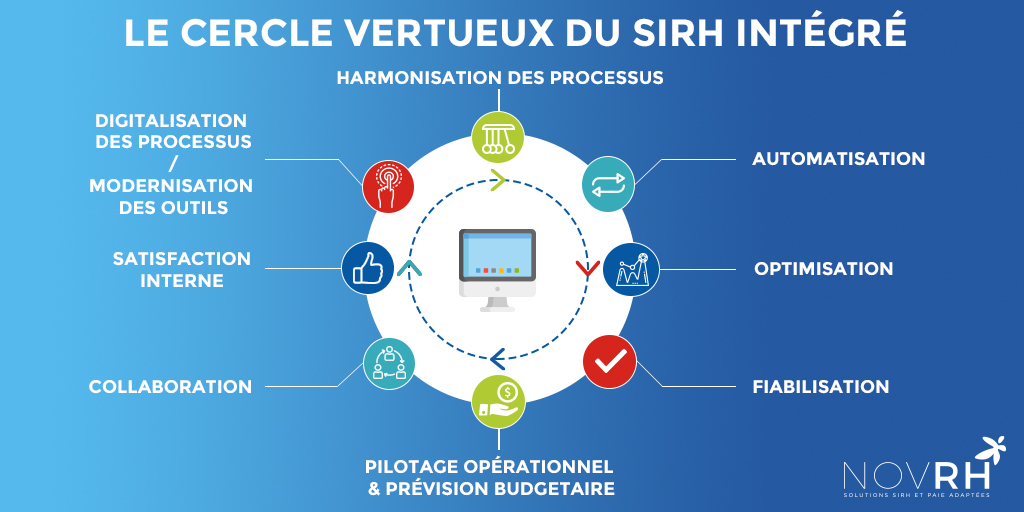 LE CERCLE VERTUEUX DU SIRH INTÉGRÉ
HARMONISATION DES PROCESSUS
AUTOMATISATION
OPTIMISATION
FIABILISATION
PILOTAGE OPÉRATIONNEL
& PRÉVISION BUDGETAIRE
COLLABORATION
SATISFACTION
INTERNE
DIGITALISATION
DES PROCESSUS
/
MODERNISATION
DES OUTILS
$
NOVRH
SOLUTIONS SIRH ET PAIE ADAPTÉES